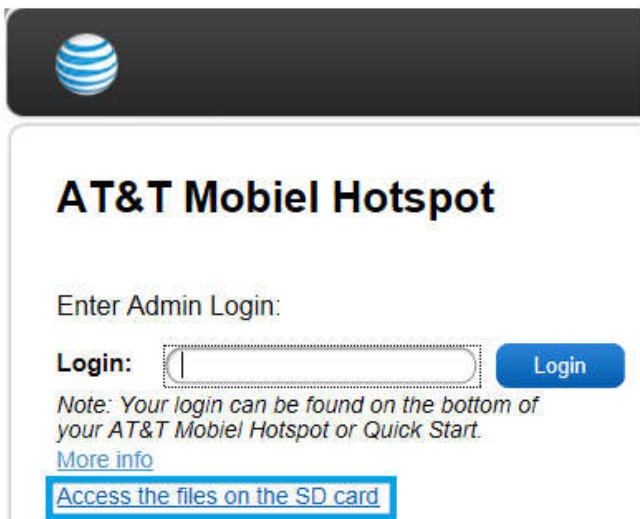 AT&T Mobiel Hotspot
Enter Admin Login:
Login: Login
Note: Your login can be found on the bottom of
your AT&T Mobiel Hotspot or Quick Start.
More info
Access the files on the SD card